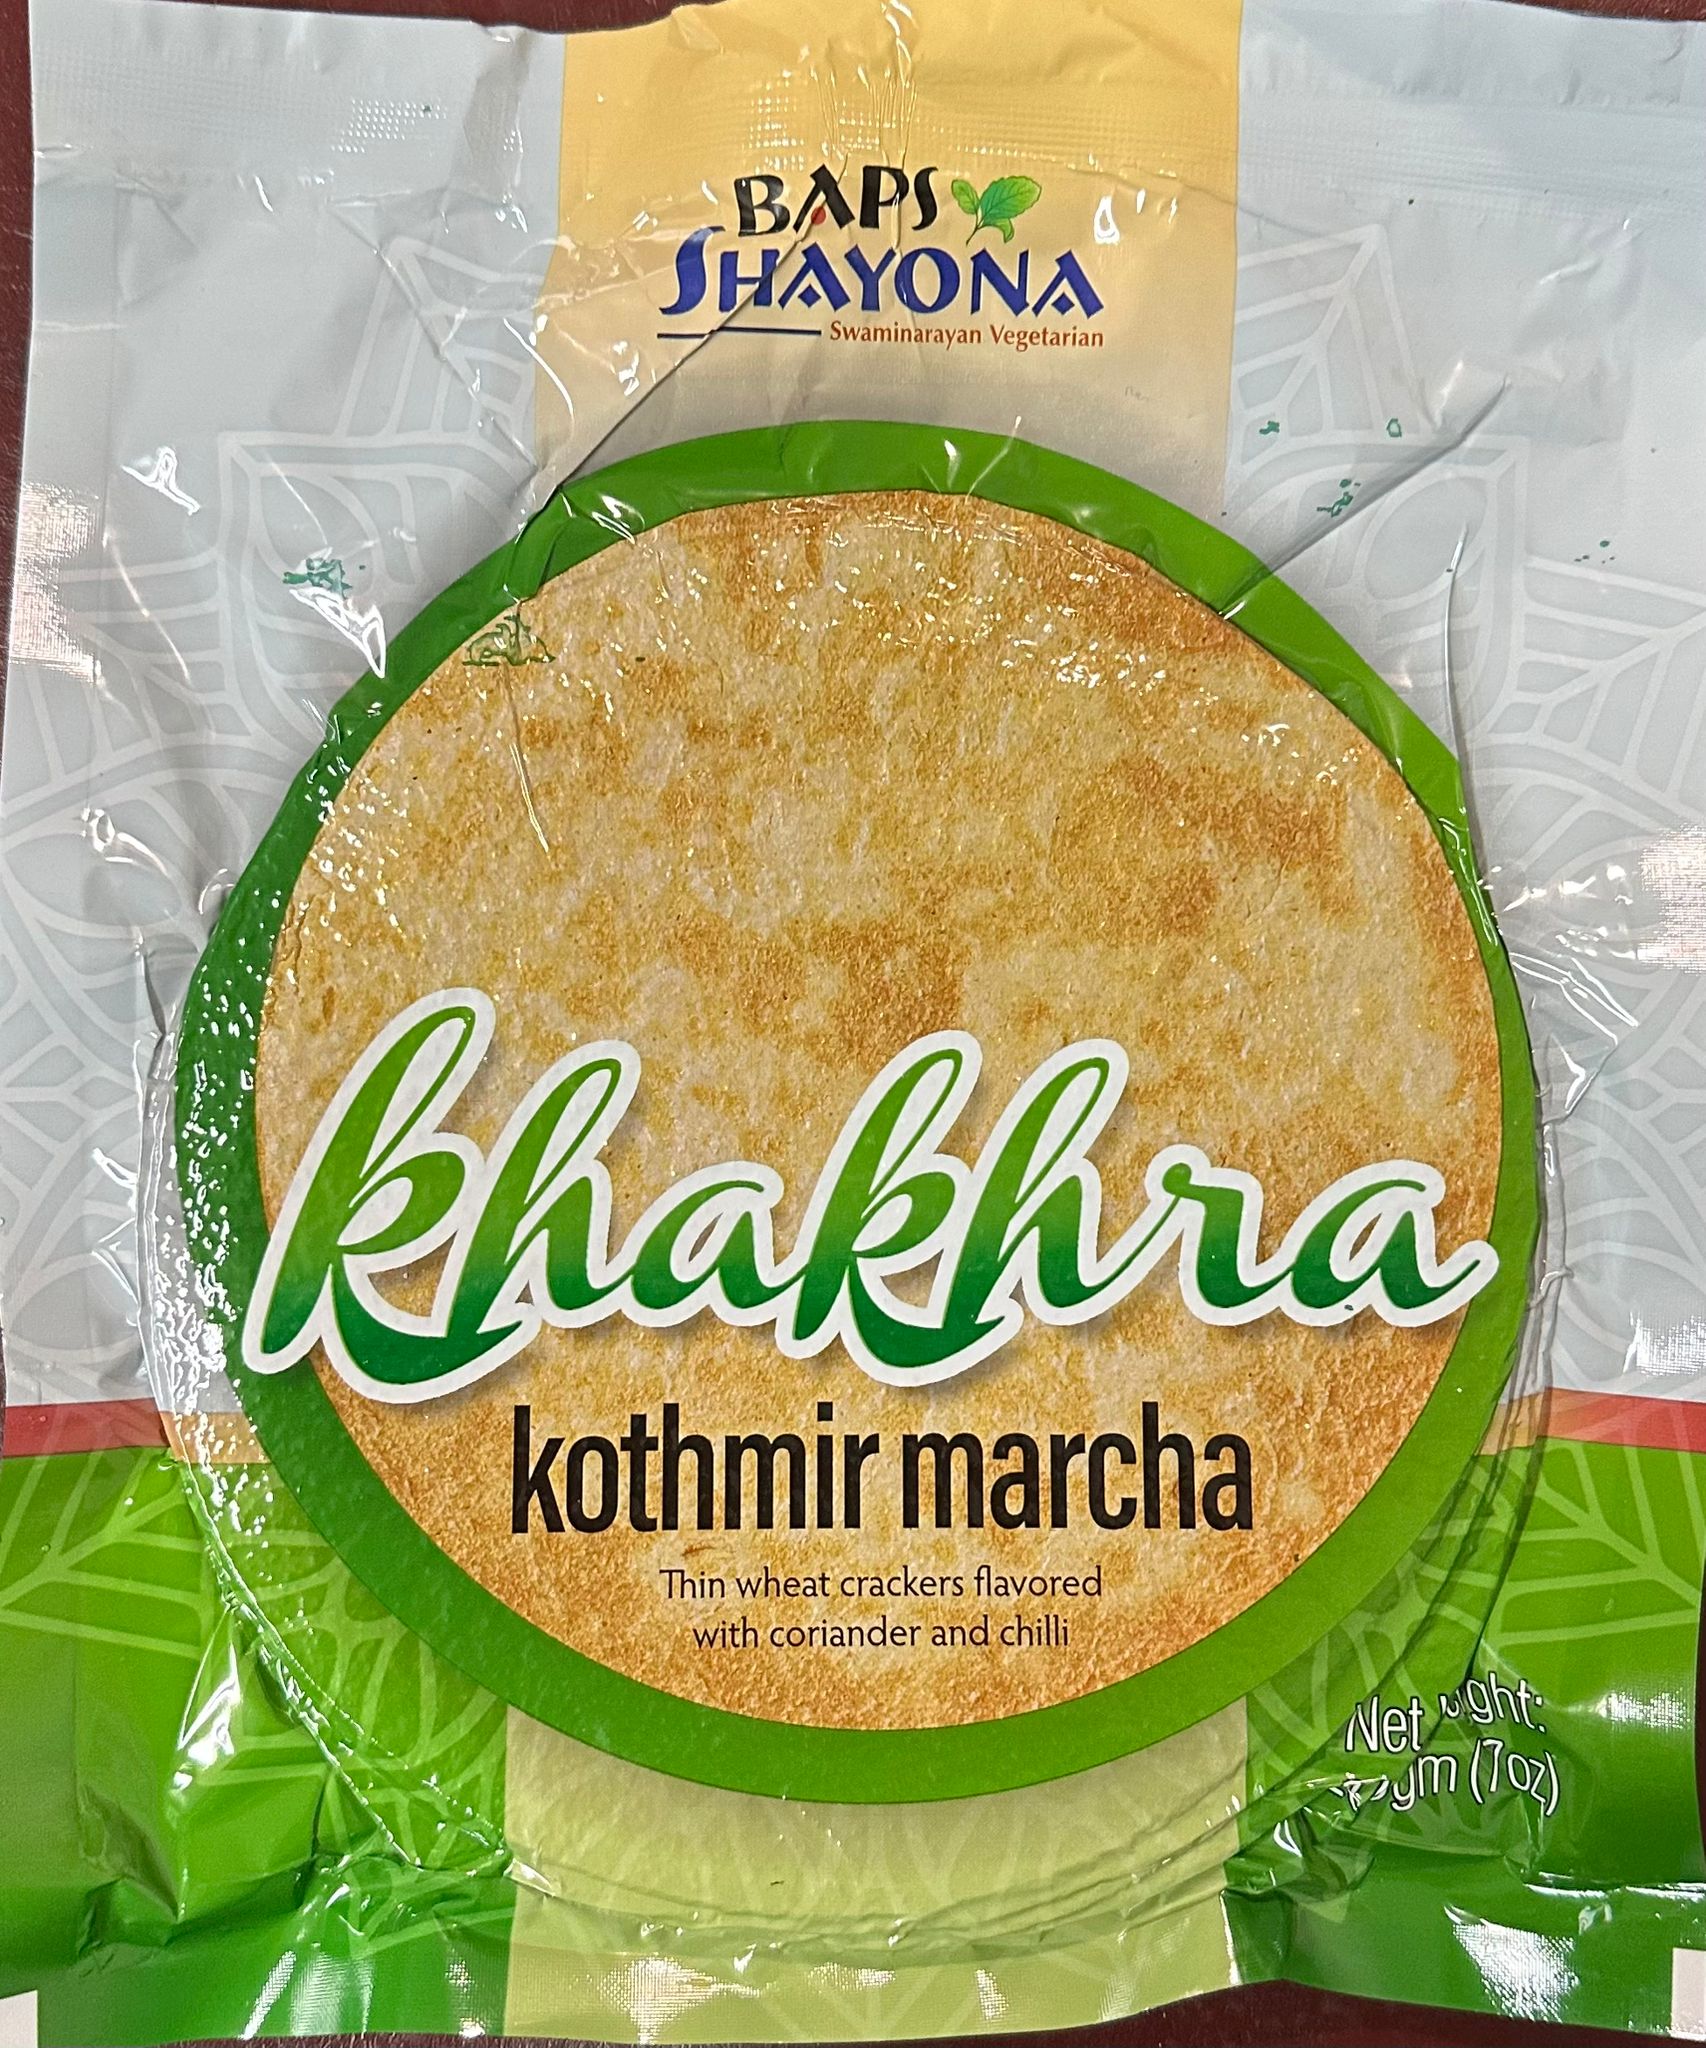 BAPS
SHAYONA
Swaminarayan Vegetarian
khakhra
kothmir marcha
Thin wheat crackers flavored
with coriander and chilli
Net
(7oz)